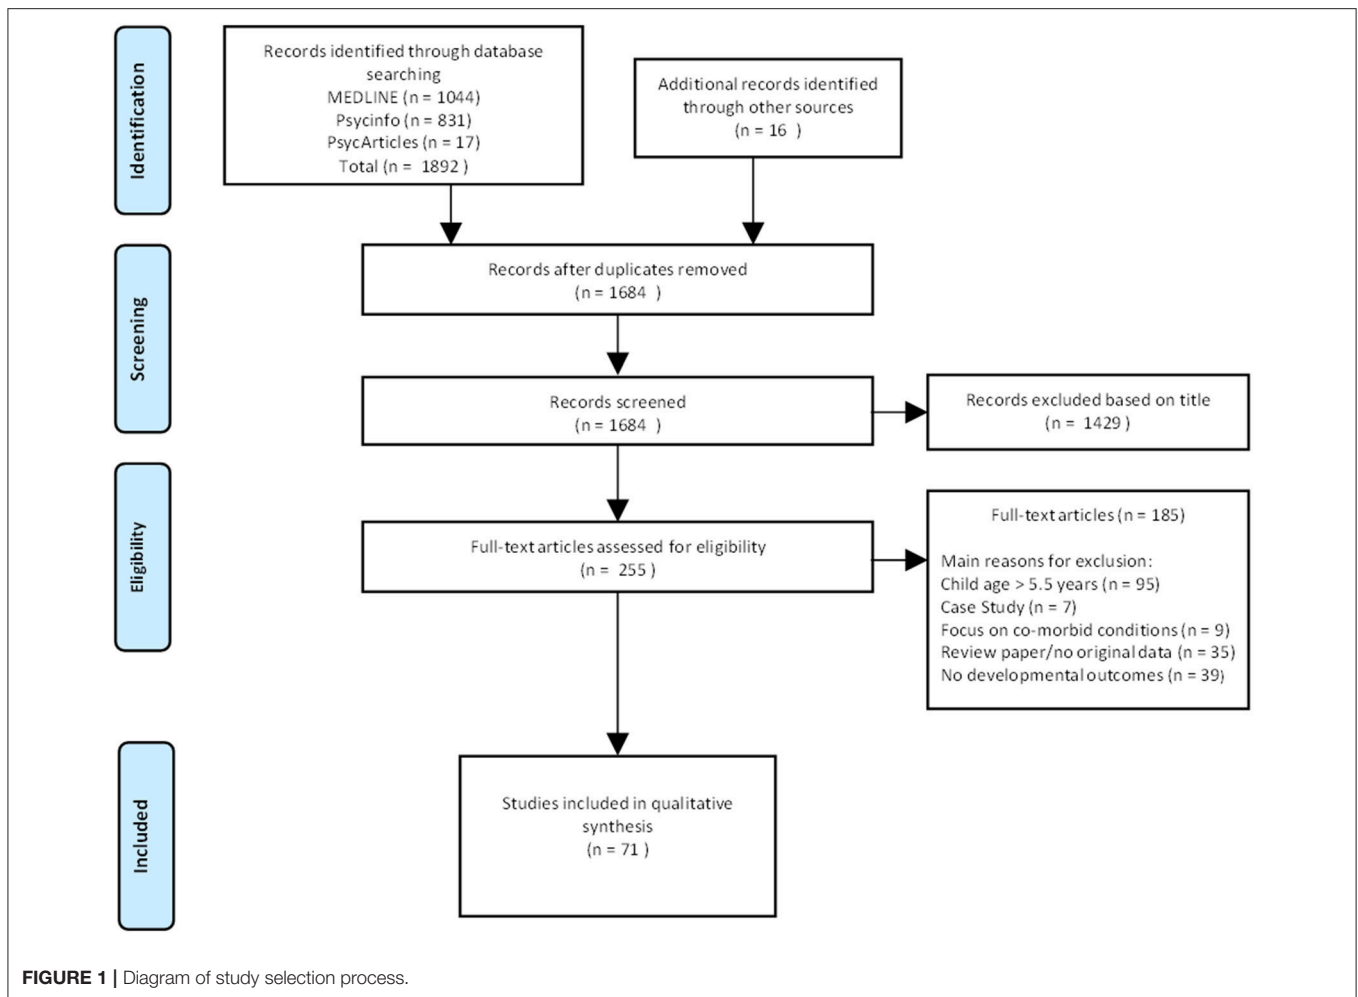 Identification
Records identified through database
searching
MEDLINE (n = 1044)
Psycinfo (n = 831)
PsycArticles (n = 17)
Total (n = 1892 )
Additional records identified
through other sources
(n = 16 )
Screening
Records after duplicates removed
(n = 1684 )
Records screened
(n = 1684 )
Records excluded based on title
(n = 1429 )
Eligibility
Full-text articles assessed for eligibility
(n = 255 )
Full-text articles (n = 185)
Main reasons for exclusion:
Child age > 5.5 years (n = 95)
Case Study (n = 7)
Focus on co-morbid conditions (n = 9)
Review paper/no original data (n = 35)
No developmental outcomes (n = 39)
Included
Studies included in qualitative
synthesis
(n = 71 )
FIGURE 1 | Diagram of study selection process.